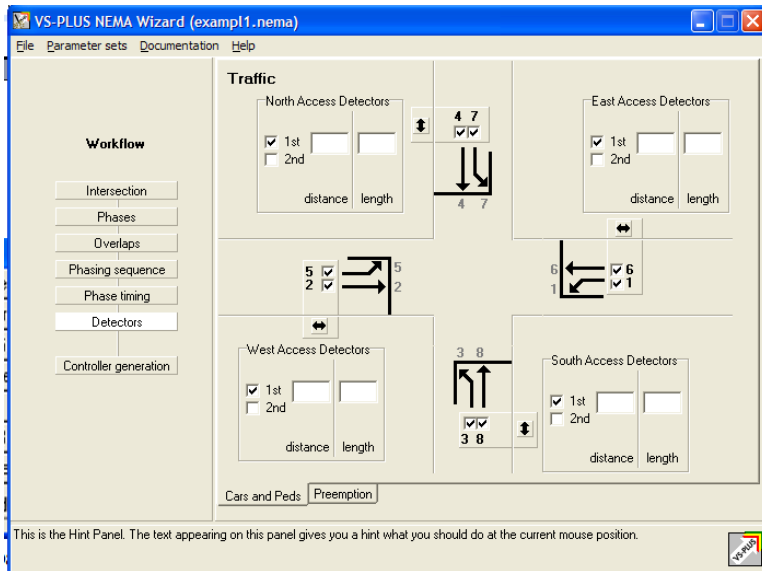 VS-PLUS NEMA Wizard (exampl1.nema)
File Parameter sets Documentation Help
Workflow
Intersection
Phases
Overlaps
Phasing sequence
Phase timing
Detectors
Controller generation
Traffic
North Access Detectors
1st
2nd
distance length
4 7
4 7
East Access Detectors
1st
2nd
distance length
5
2
5
2
6
1
6
1
West Access Detectors
1st
2nd
distance length
3 8
3 8
South Access Detectors
1st
2nd
distance length
Cars and Peds Preemption
This is the Hint Panel. The text appearing on this panel gives you a hint what you should do at the current mouse position.
VS-PLUS